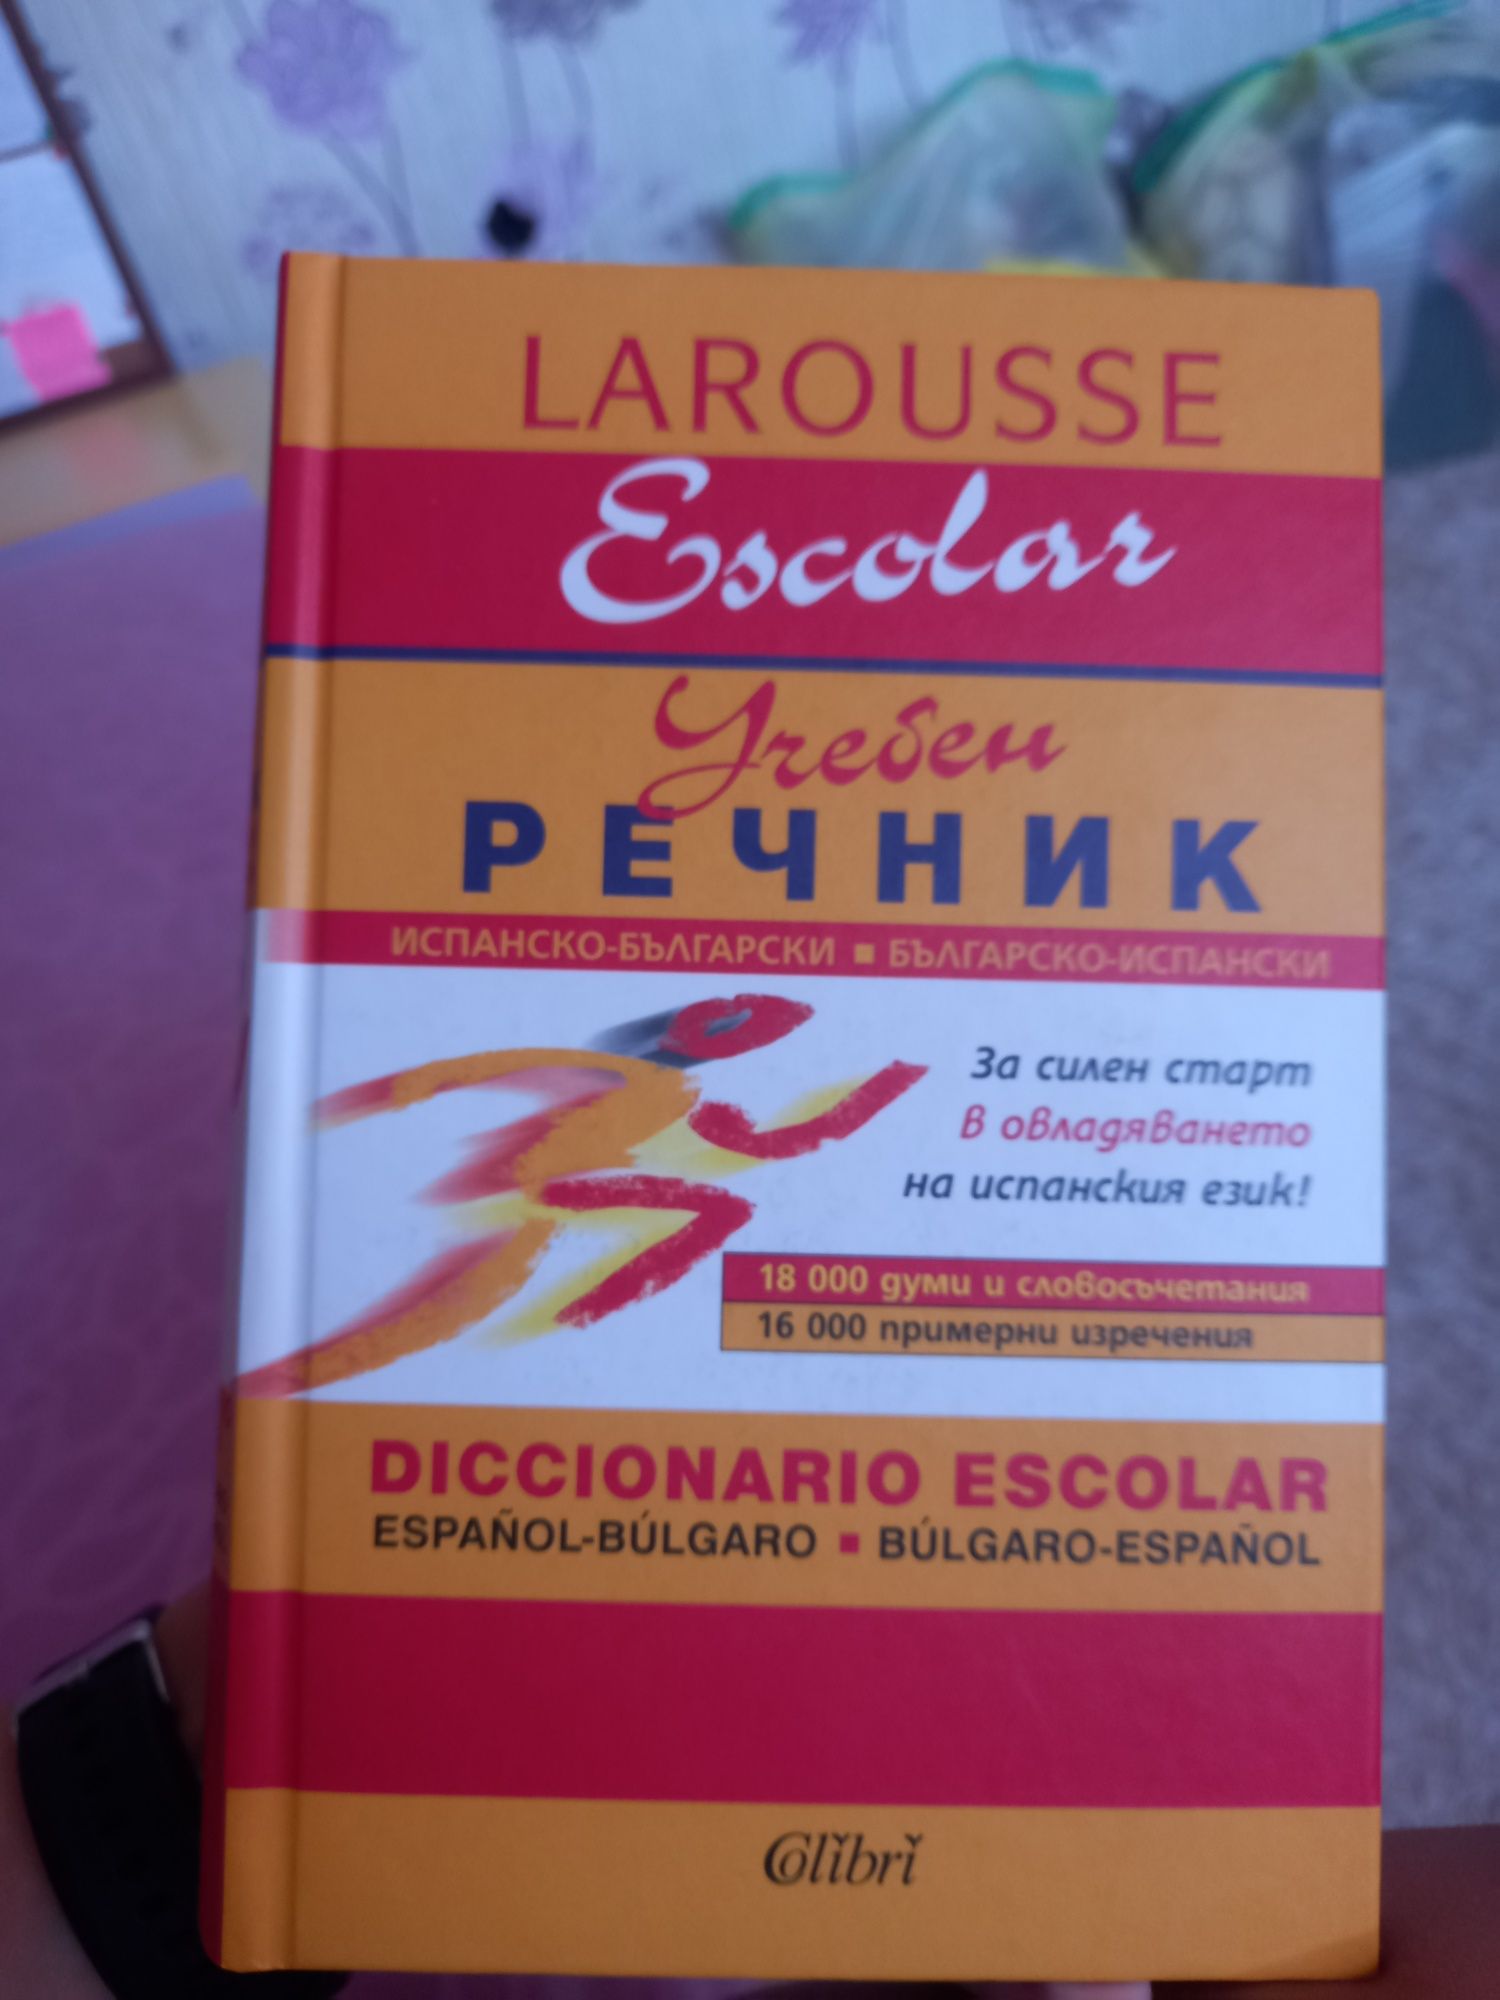 LAROUSSE
Escolar
Учебен
РЕЧНИК
ИСПАНСКО-БЪЛГАРСКИ ▪ БЪЛГАРСКО-ИСПАНСКИ
За силен старт
в овладяването
на испанския език!
18 000 думи и словосъчетания
16 000 примерни изречения
DICCIONARIO ESCOLAR
ESPAÑOL-BÚLGARO ▪ BÚLGARO-ESPAÑOL
Colibri